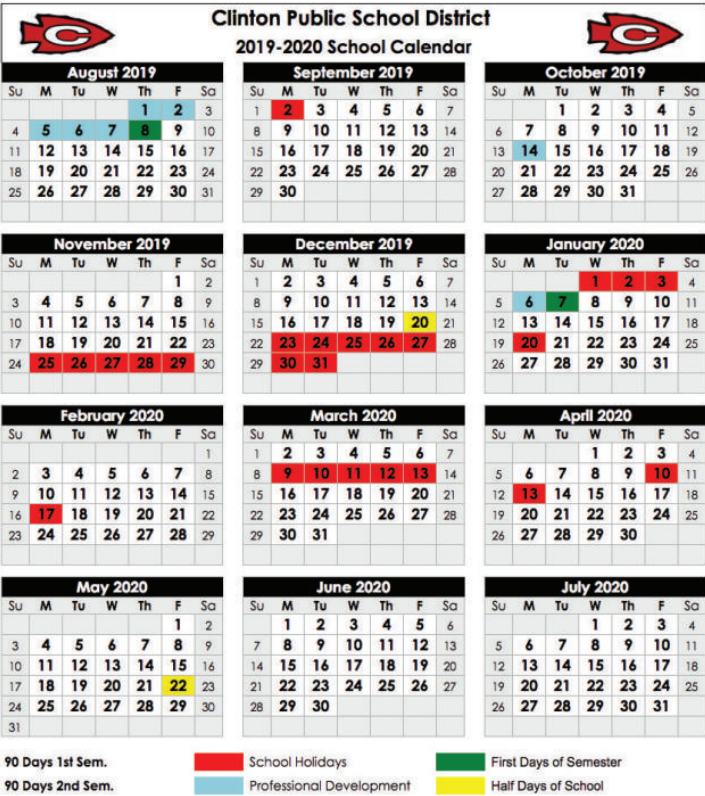 Clinton Public School District
2019-2020 School Calendar
C
C
August 2019
Su M Tu W Th F Sa
1 2 3
4 5 6 7 8 9 10
11 12 13 14 15 16 17
18 19 20 21 22 23 24
25 26 27 28 29 30 31
September 2019
Su M Tu W Th F Sa
1 2 3 4 5 6 7
8 9 10 11 12 13 14
15 16 17 18 19 20 21
22 23 24 25 26 27 28
29 30
October 2019
Su M Tu W Th F Sa
1 2 3 4 5
6 7 8 9 10 11 12
13 14 15 16 17 18 19
20 21 22 23 24 25 26
27 28 29 30 31
November 2019
Su M Tu W Th F Sa
1 2
3 4 5 6 7 8 9
10 11 12 13 14 15 16
17 18 19 20 21 22 23
24 25 26 27 28 29 30
December 2019
Su M Tu W Th F Sa
1 2 3 4 5 6 7
8 9 10 11 12 13 14
15 16 17 18 19 20 21
22 23 24 25 26 27 28
29 30 31
January 2020
Su M Tu W Th F Sa
1 2 3 4
5 6 7 8 9 10 11
12 13 14 15 16 17 18
19 20 21 22 23 24 25
26 27 28 29 30 31
February 2020
Su M Tu W Th F Sa
1
2 3 4 5 6 7 8
9 10 11 12 13 14 15
16 17 18 19 20 21 22
23 24 25 26 27 28 29
March 2020
Su M Tu W Th F Sa
1 2 3 4 5 6 7
8 9 10 11 12 13 14
15 16 17 18 19 20 21
22 23 24 25 26 27 28
29 30 31
April 2020
Su M Tu W Th F Sa
1 2 3 4
5 6 7 8 9 10 11
12 13 14 15 16 17 18
19 20 21 22 23 24 25
26 27 28 29 30
May 2020
Su M Tu W Th F Sa
1 2
3 4 5 6 7 8 9
10 11 12 13 14 15 16
17 18 19 20 21 22 23
24 25 26 27 28 29 30
31
June 2020
Su M Tu W Th F Sa
1 2 3 4 5 6
7 8 9 10 11 12 13
14 15 16 17 18 19 20
21 22 23 24 25 26 27
28 29 30
July 2020
Su M Tu W Th F Sa
1 2 3 4
5 6 7 8 9 10 11
12 13 14 15 16 17 18
19 20 21 22 23 24 25
26 27 28 29 30 31
90 Days 1st Sem.
School Holidays
First Days of Semester
90 Days 2nd Sem.
Professional Development
Half Days of School